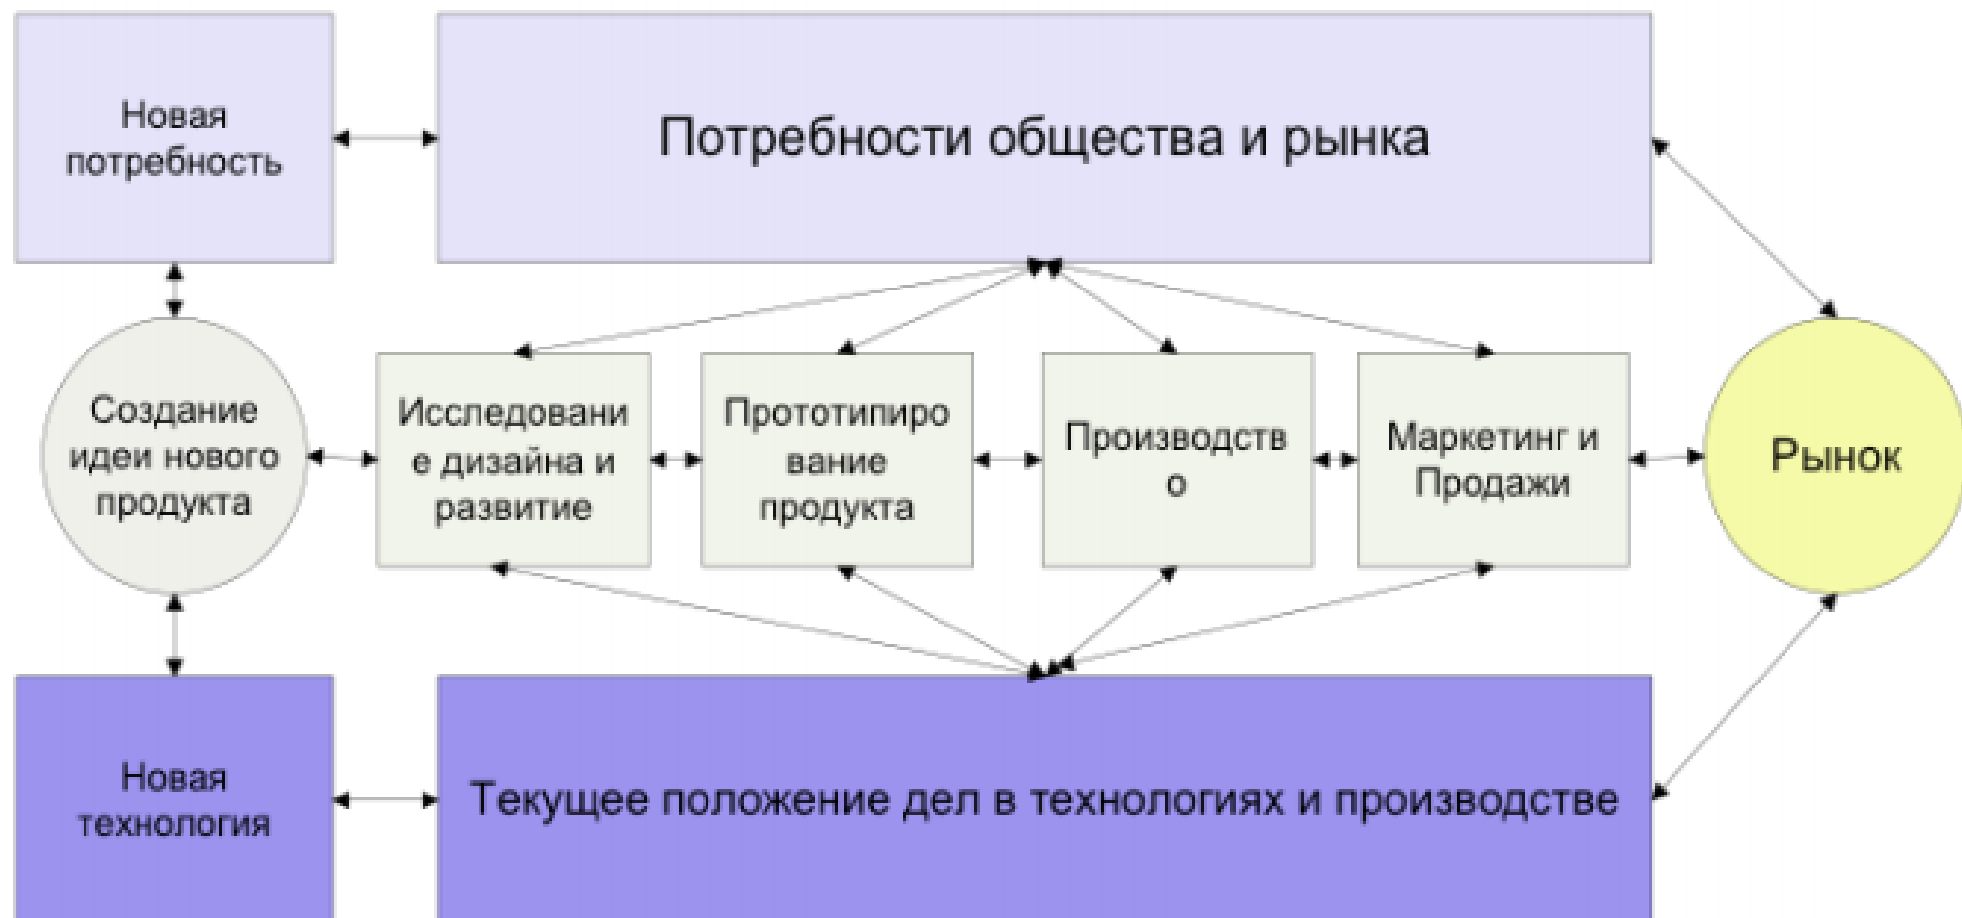 Новая
потребность
Потребности общества и рынка
Создание
идеи нового
продукта
Исследовани
е дизайна и
развитие
Прототипиро
вание
продукта
Производств
о
Маркетинг и
Продажи
Рынок
Новая
технология
Текущее положение дел в технологиях и производстве